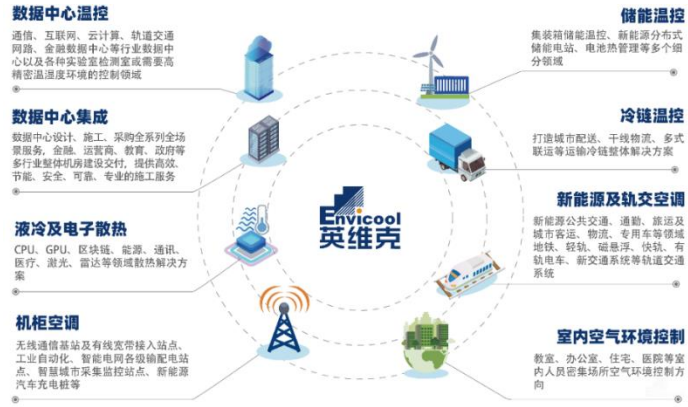 数据中心温控
通信、互联网、云计算、轨道交通
网路、金融数据中心等行业数据中
心以及各种实验室检测室或需要高
精密温湿度环境的控制领域
数据中心集成
数据中心设计、施工、采购全系列全场
景服务，金融、运营商、教育、政府等
多行业整体机房建设交付，提供高效、
节能、安全、可靠、专业的施工服务
液冷及电子散热
CPU、GPU、区块链、能源、通讯、
医疗、激光、雷达等领域散热解决方
案
机柜空调
无线通信基站及有线宽带接入站点、
工业自动化、智能电网各级输配电站
点、智慧城市采集监控站点、新能源
汽车充电桩等
Envicool
英维克
储能温控
集装箱储能温控、新能源分布式
储能电站、电池热管理等多个细
分领域
冷链温控
打造城市配送、干线物流、多式
联运等运输冷链整体解决方案
新能源及轨交空调
新能源公共交通、通勤、旅运及
城市客运、物流、专用车等领域
地铁、轻轨、磁悬浮、快轨、有
轨电车、新交通系统等轨道交通
系统
室内空气环境控制
教室、办公室、住宅、医院等室
内人员密集场所空气环境控制方
向